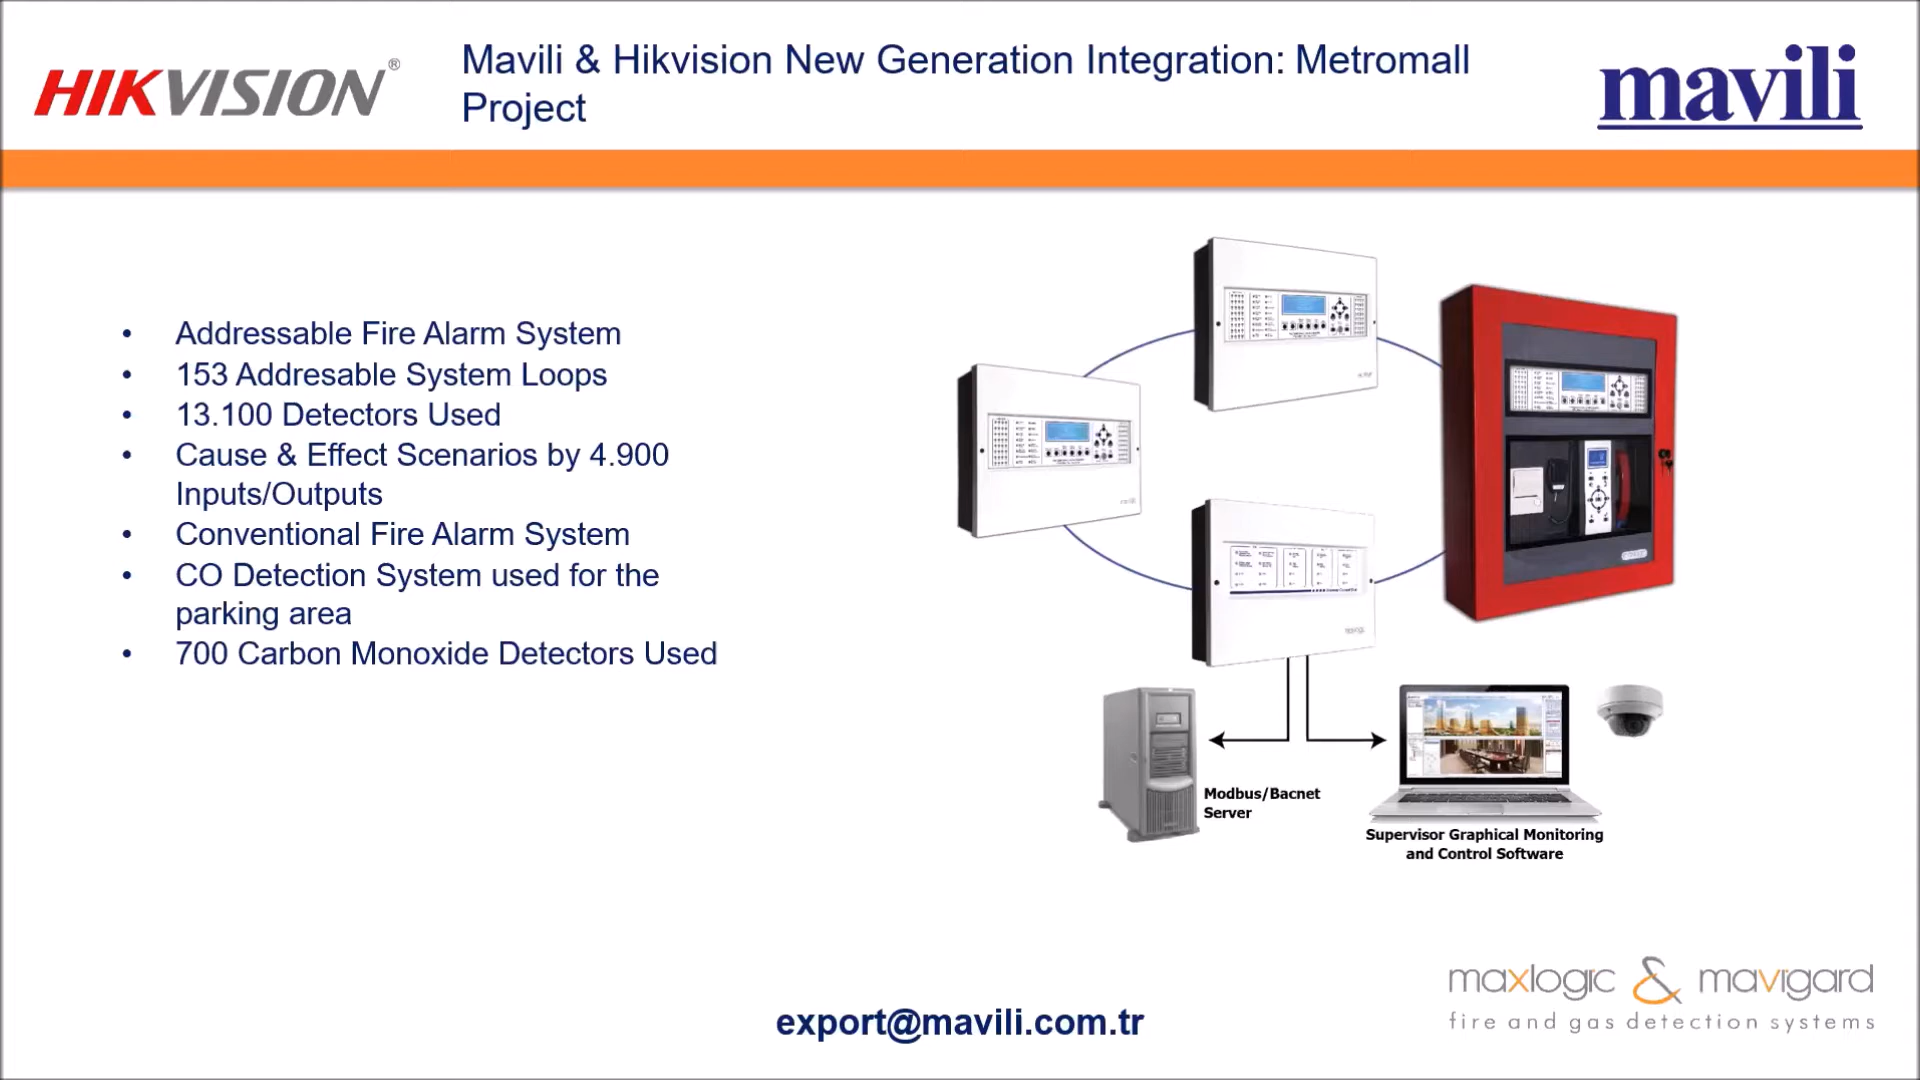 HIKVISION®
Mavili & Hikvision New Generation Integration: Metromall
Project
mavili
• Addressable Fire Alarm System
• 153 Addresable System Loops
• 13.100 Detectors Used
• Cause & Effect Scenarios by 4.900
Inputs/Outputs
• Conventional Fire Alarm System
• CO Detection System used for the
parking area
• 700 Carbon Monoxide Detectors Used
Modbus/Bacnet
Server
Supervisor Graphical Monitoring
and Control Software
maxlogic & mavigard
fire and gas detection systems
export@mavili.com.tr